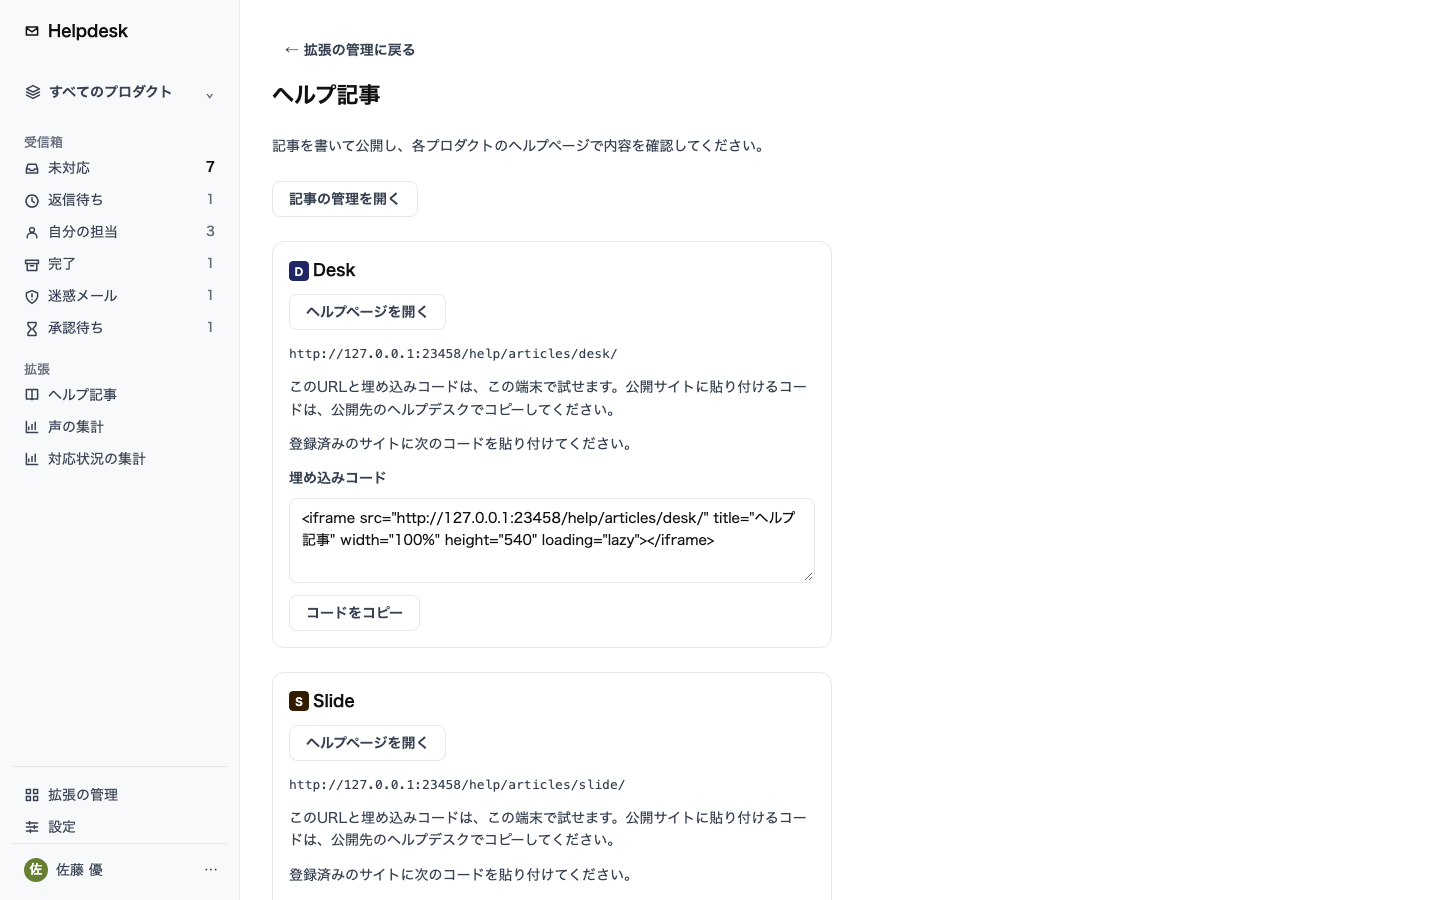 Helpdesk
すべてのプロダクト
受信箱
未対応 7
返信待ち 1
自分の担当 3
完了 1
迷惑メール 1
承認待ち 1
拡張
ヘルプ記事
声の集計
対応状況の集計
拡張の管理
設定
佐 佐藤 優 …
← 拡張の管理に戻る
ヘルプ記事
記事を書いて公開し、各プロダクトのヘルプページで内容を確認してください。
記事の管理を開く
D Desk
ヘルプページを開く
http://127.0.0.1:23458/help/articles/desk/
このURLと埋め込みコードは、この端末で試せます。公開サイトに貼り付けるコー
ドは、公開先のヘルプデスクでコピーしてください。
登録済みのサイトに次のコードを貼り付けてください。
埋め込みコード
<iframe src="http://127.0.0.1:23458/help/articles/desk/" title="ヘルプ
記事" width="100%" height="540" loading="lazy"></iframe>
コードをコピー
S Slide
ヘルプページを開く
http://127.0.0.1:23458/help/articles/slide/
このURLと埋め込みコードは、この端末で試せます。公開サイトに貼り付けるコー
ドは、公開先のヘルプデスクでコピーしてください。
登録済みのサイトに次のコードを貼り付けてください。